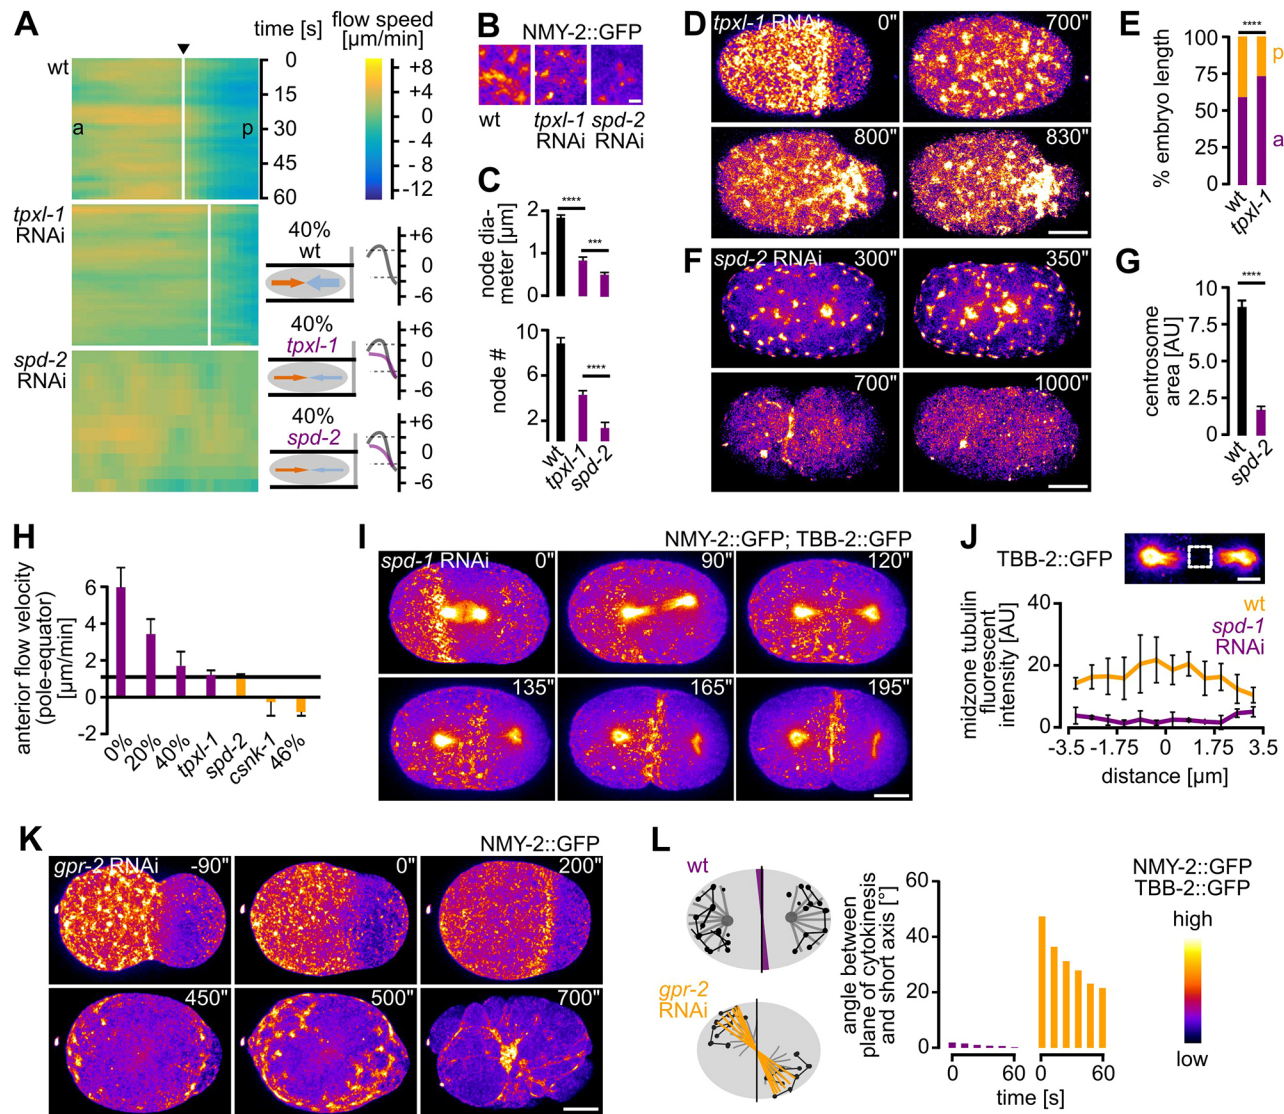 A
time [s]
flow speed
[µm/min]
wt
a
p
0
15
30
45
60
+8
+4
0
- 4
- 8
-12
tpxl-1
RNAi
spd-2
RNAi
40%
wt
+6
0
-6
40%
tpxl-1
+6
0
-6
40%
spd-2
+6
0
-6
B
NMY-2::GFP
wt
tpxl-1
RNAi
spd-2
RNAi
C
node dia-
meter [µm]
2
1
0
****
***
node #
10
6
2
****
wt
tpxl-1
spd-2
D
tpxl-1 RNAi
0"
700"
800"
830"
E
% embryo length
100
75
50
25
0
****
p
a
wt
tpxl-1
F
spd-2 RNAi
300"
350"
700"
1000"
G
centrosome
area [AU]
10
7.5
5.0
2.5
0
****
wt
spd-2
H
anterior flow velocity
(pole-equator)
[µm/min]
6
4
2
0
-2
0%
20%
40%
tpxl-1
spd-2
csnk-1
46%
I
NMY-2::GFP; TBB-2::GFP
spd-1 RNAi
0"
90"
120"
135"
165"
195"
J
TBB-2::GFP
midzone tubulin
fluorescent
intensity [AU]
40
20
0
wt
spd-1
RNAi
-3.5
-1.75
0
1.75
3.5
distance [µm]
K
NMY-2::GFP
gpr-2 RNAi
-90"
0"
200"
450"
500"
700"
L
wt
gpr-2
RNAi
angle between
plane of cytokinesis
and short axis [º]
60
40
20
0
0
60
0
60
time [s]
NMY-2::GFP
TBB-2::GFP
high
low